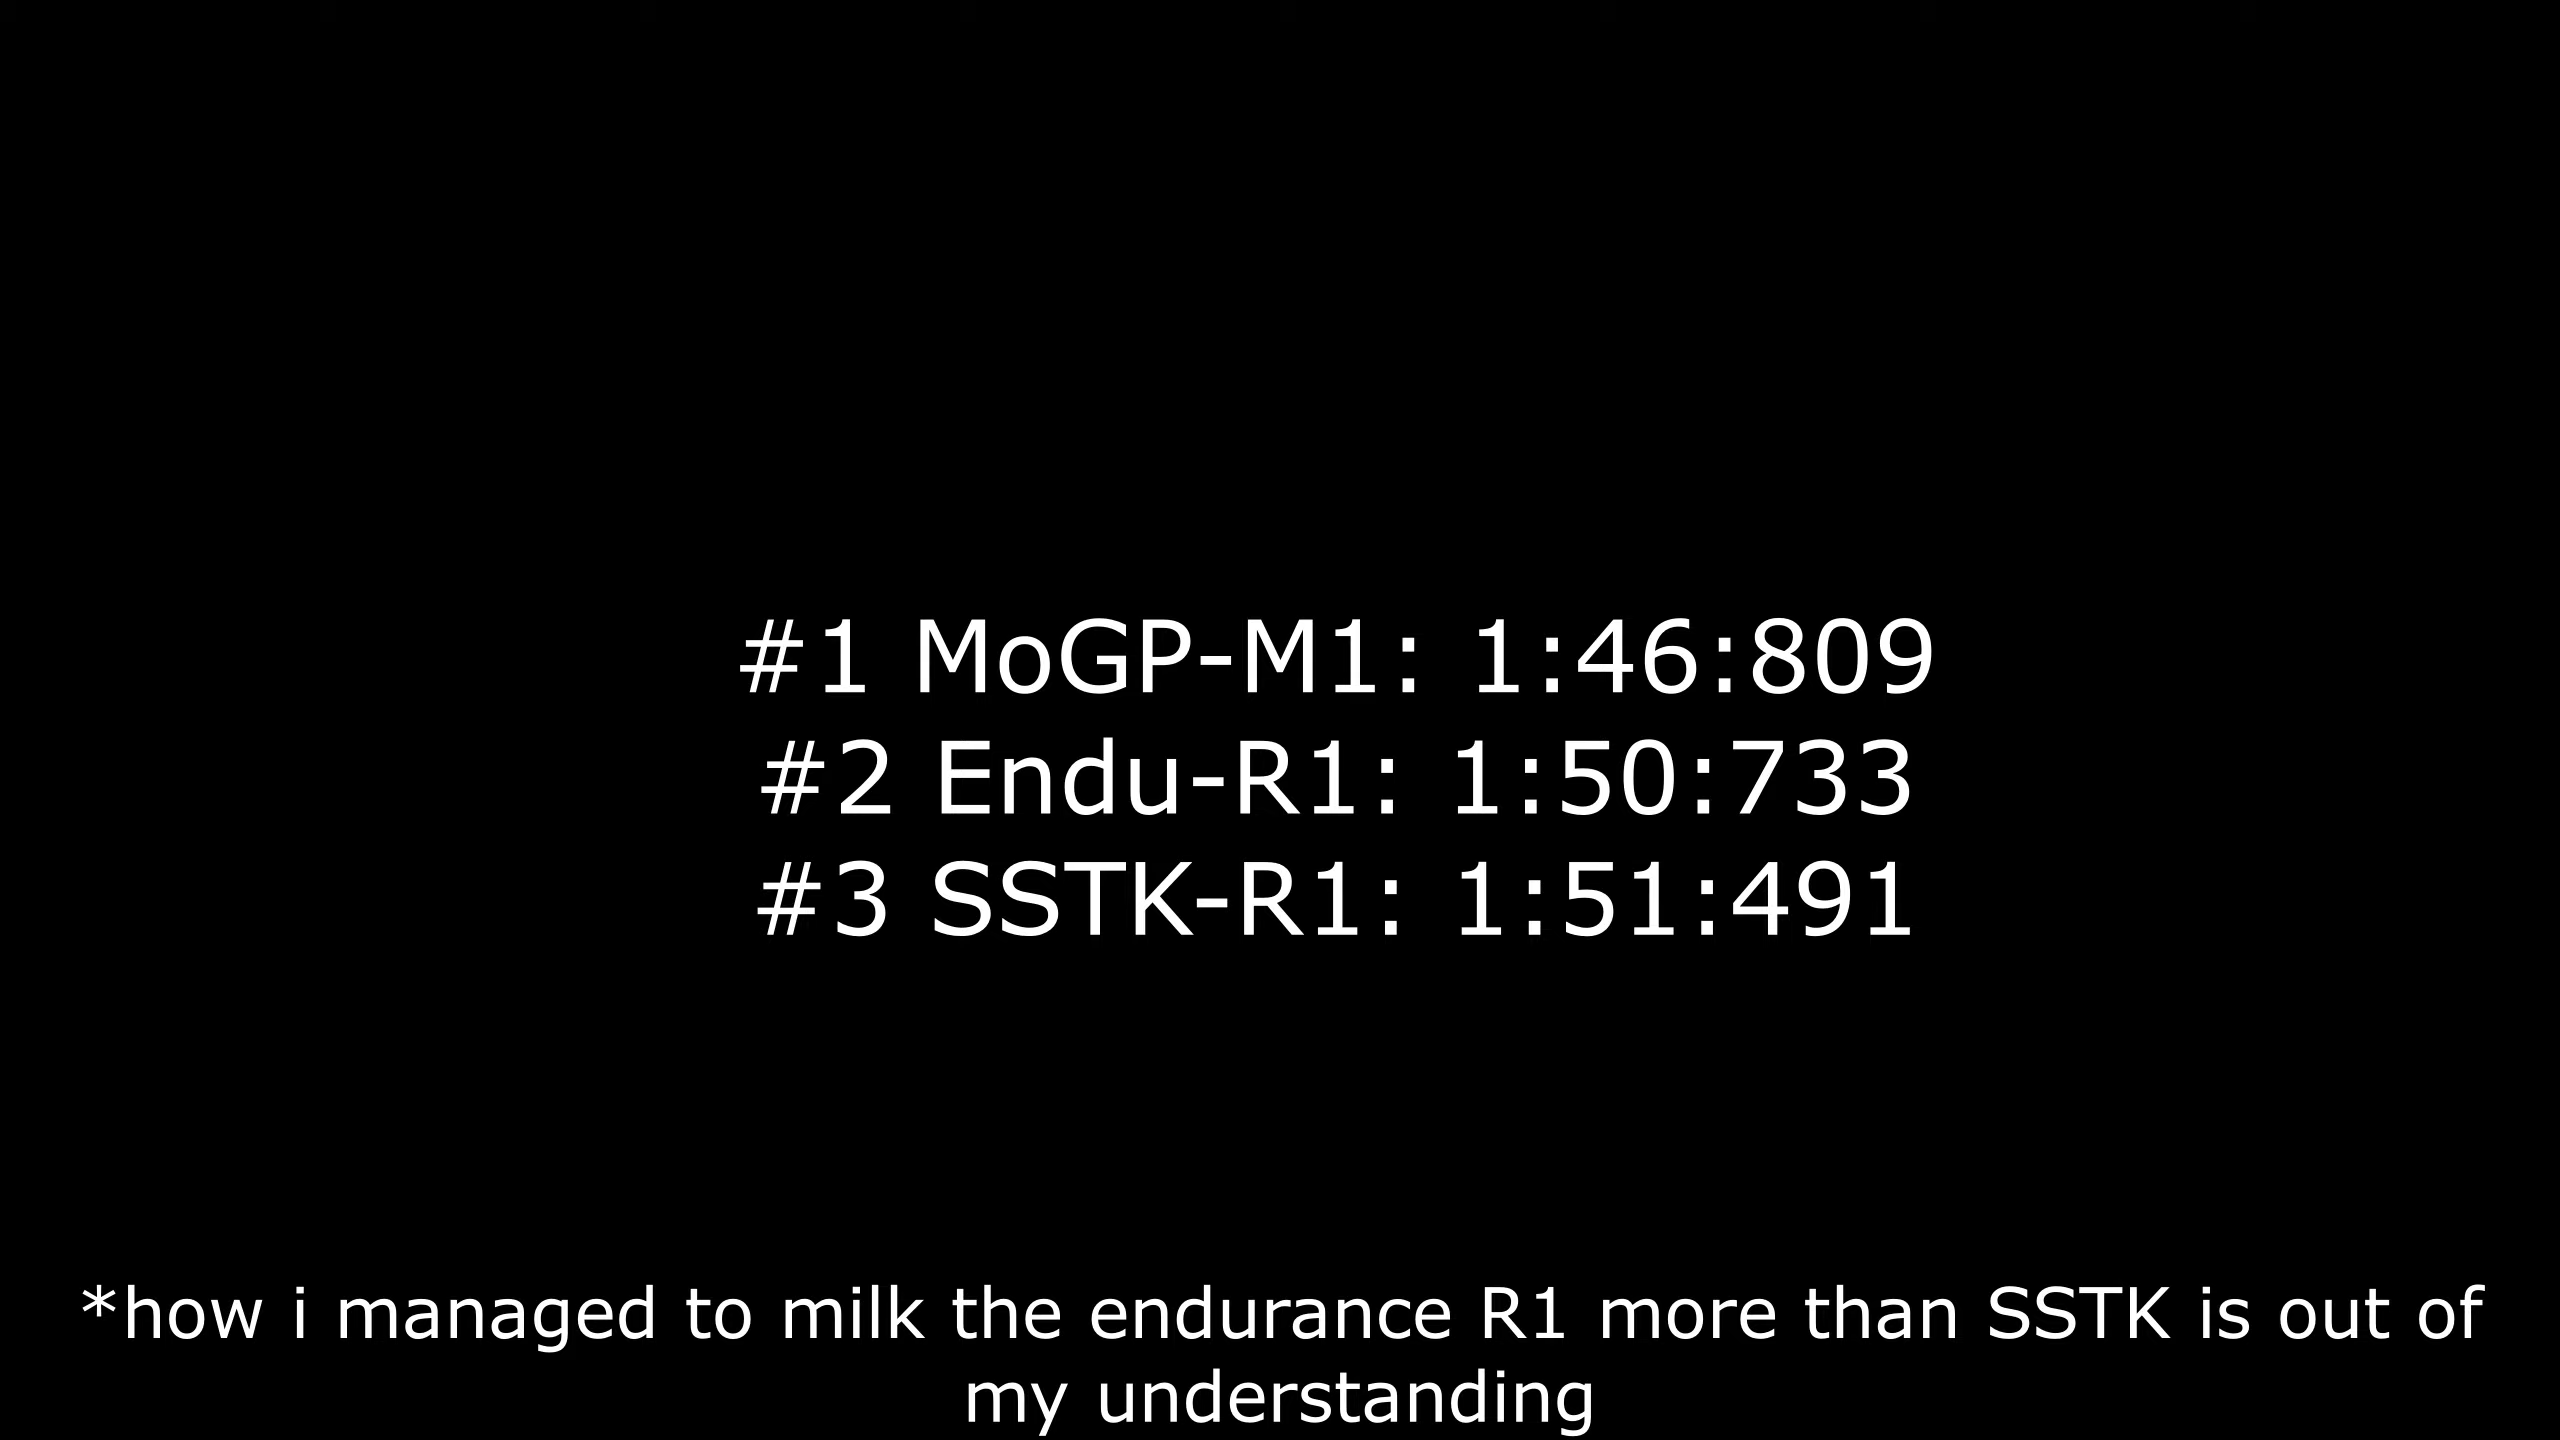 #1 MoGP-M1: 1:46:809
#2 Endu-R1: 1:50:733
#3 SSTK-R1: 1:51:491
*how i managed to milk the endurance R1 more than SSTK is out of
my understanding